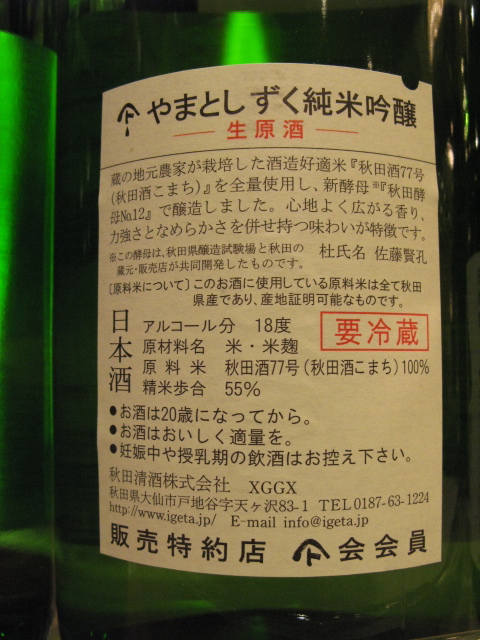 やまとしずく純米吟醸
生原酒
蔵の地元農家が栽培した酒造好適米『秋田酒77号
(秋田酒こまち)』を全量使用し、新酵母※『秋田酵
母No.12』で醸造しました。心地よく広がる香り、
力強さとなめらかさを併せ持つ味わいが特徴です。
※この酵母は、秋田県醸造試験場と秋田の
蔵元・販売店が共同開発したものです。
杜氏名 佐藤賢孔
〔原料米について〕このお酒に使用している原料米は全て秋田
県産であり、産地証明可能なものです。
日本酒
アルコール分 18度
要冷蔵
原材料名 米・米麹
原料米 秋田酒77号(秋田酒こまち)100%
精米歩合 55%
●お酒は20歳になってから。
●お酒はおいしく適量を。
●妊娠中や授乳期の飲酒はお控え下さい。
秋田清酒株式会社 XGGX
秋田県大仙市戸地谷字天ヶ沢83-1 TEL0187-63-1224
http://www.igeta.jp/ E-mail info@igeta.jp
販売特約店 会会員